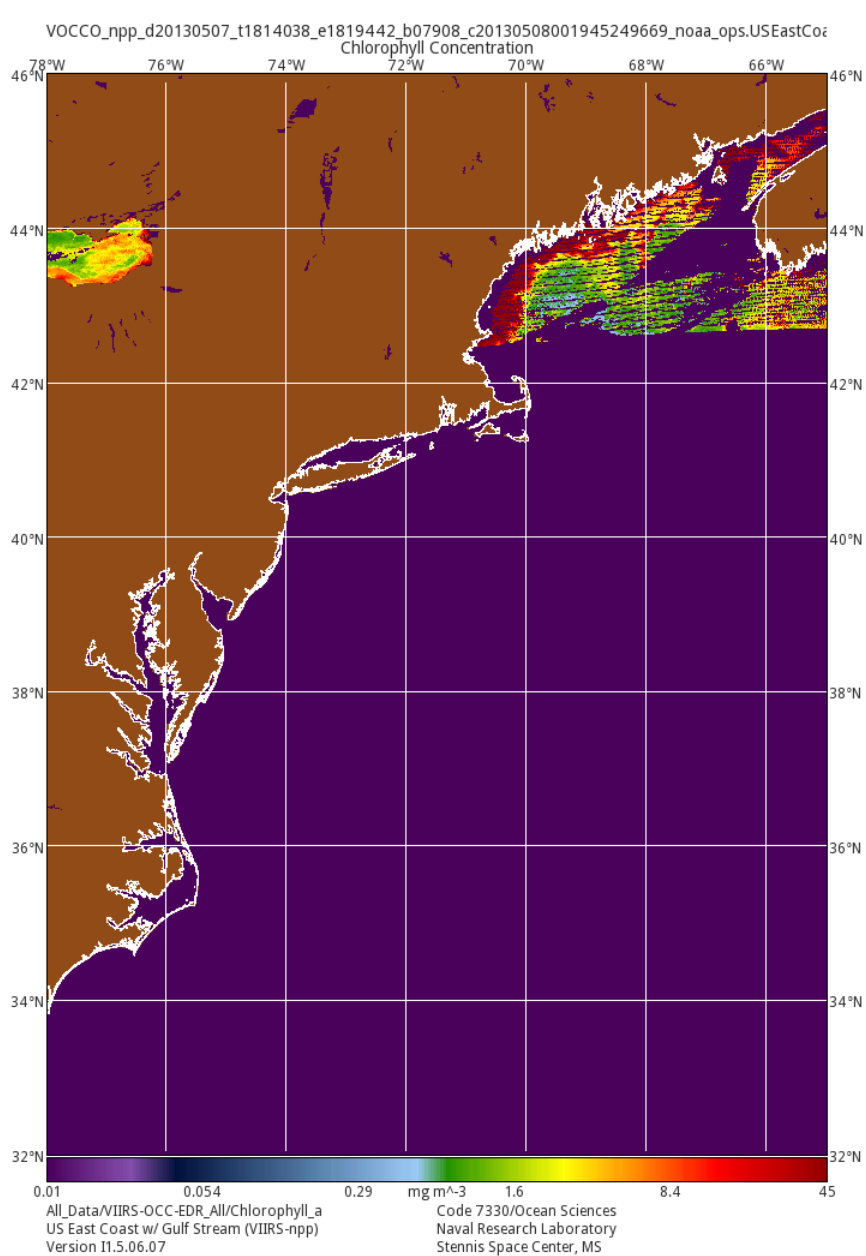 VOCCO_npp_d20130507_t1814038_e1819442_b07908_c20130508001945249669_noaa_ops.USEastCoa
Chlorophyll Concentration
78°W 76°W 74°W 72°W 70°W 68°W 66°W
46°N 46°N
44°N 44°N
42°N 42°N
40°N 40°N
38°N 38°N
36°N 36°N
34°N 34°N
32°N 32°N
0.01 0.054 0.29 mg m^-3 1.6 8.4 45
All_Data/VIIRS-OCC-EDR_All/Chlorophyll_a Code 7330/Ocean Sciences
US East Coast w/ Gulf Stream (VIIRS-npp) Naval Research Laboratory
Version I1.5.06.07 Stennis Space Center, MS